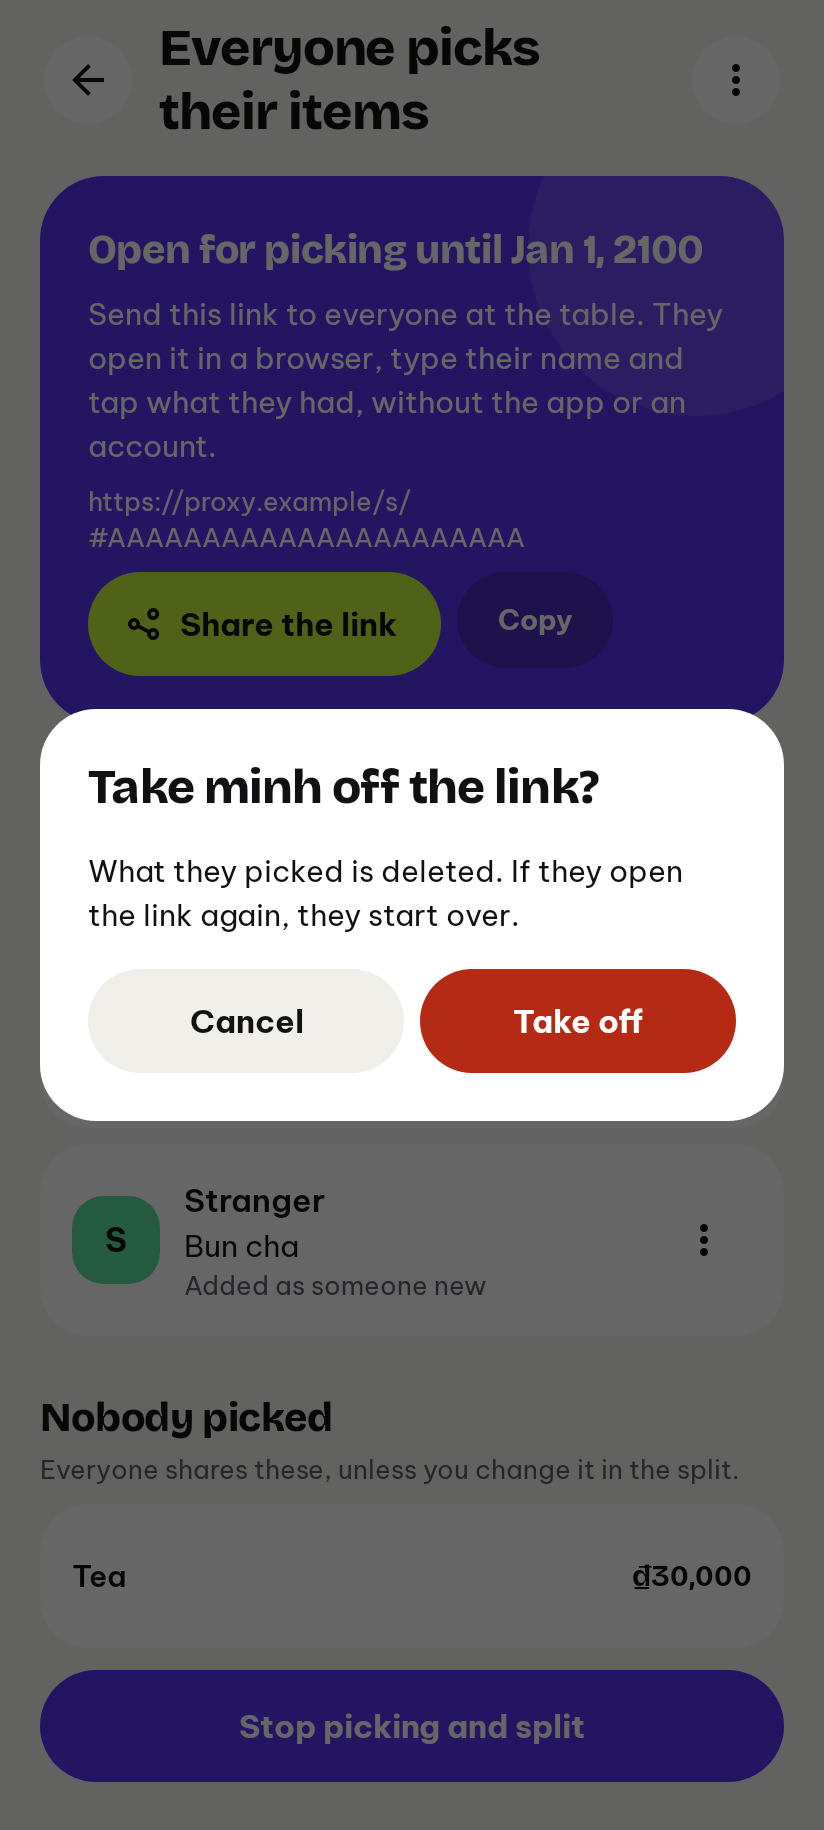 Everyone picks
their items
Open for picking until Jan 1, 2100
Send this link to everyone at the table. They
open it in a browser, type their name and
tap what they had, without the app or an
account.
https://proxy.example/s/
#AAAAAAAAAAAAAAAAAAAAAA
Share the link
Copy
Take minh off the link?
What they picked is deleted. If they open
the link again, they start over.
Cancel
Take off
S
Stranger
Bun cha
Added as someone new
Nobody picked
Everyone shares these, unless you change it in the split.
Tea
₫30,000
Stop picking and split